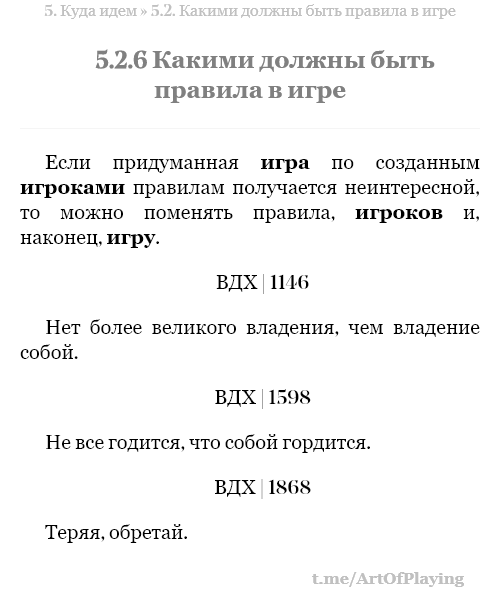 5. Куда идем » 5.2. Какими должны быть правила в игре
5.2.6 Какими должны быть
правила в игре
Если придуманная игра по созданным
игроками правилам получается неинтересной,
то можно поменять правила, игроков и,
наконец, игру.
ВДХ | 1146
Нет более великого владения, чем владение
собой.
ВДХ | 1598
Не все годится, что собой гордится.
ВДХ | 1868
Теряя, обретай.
t.me/ArtOfPlaying